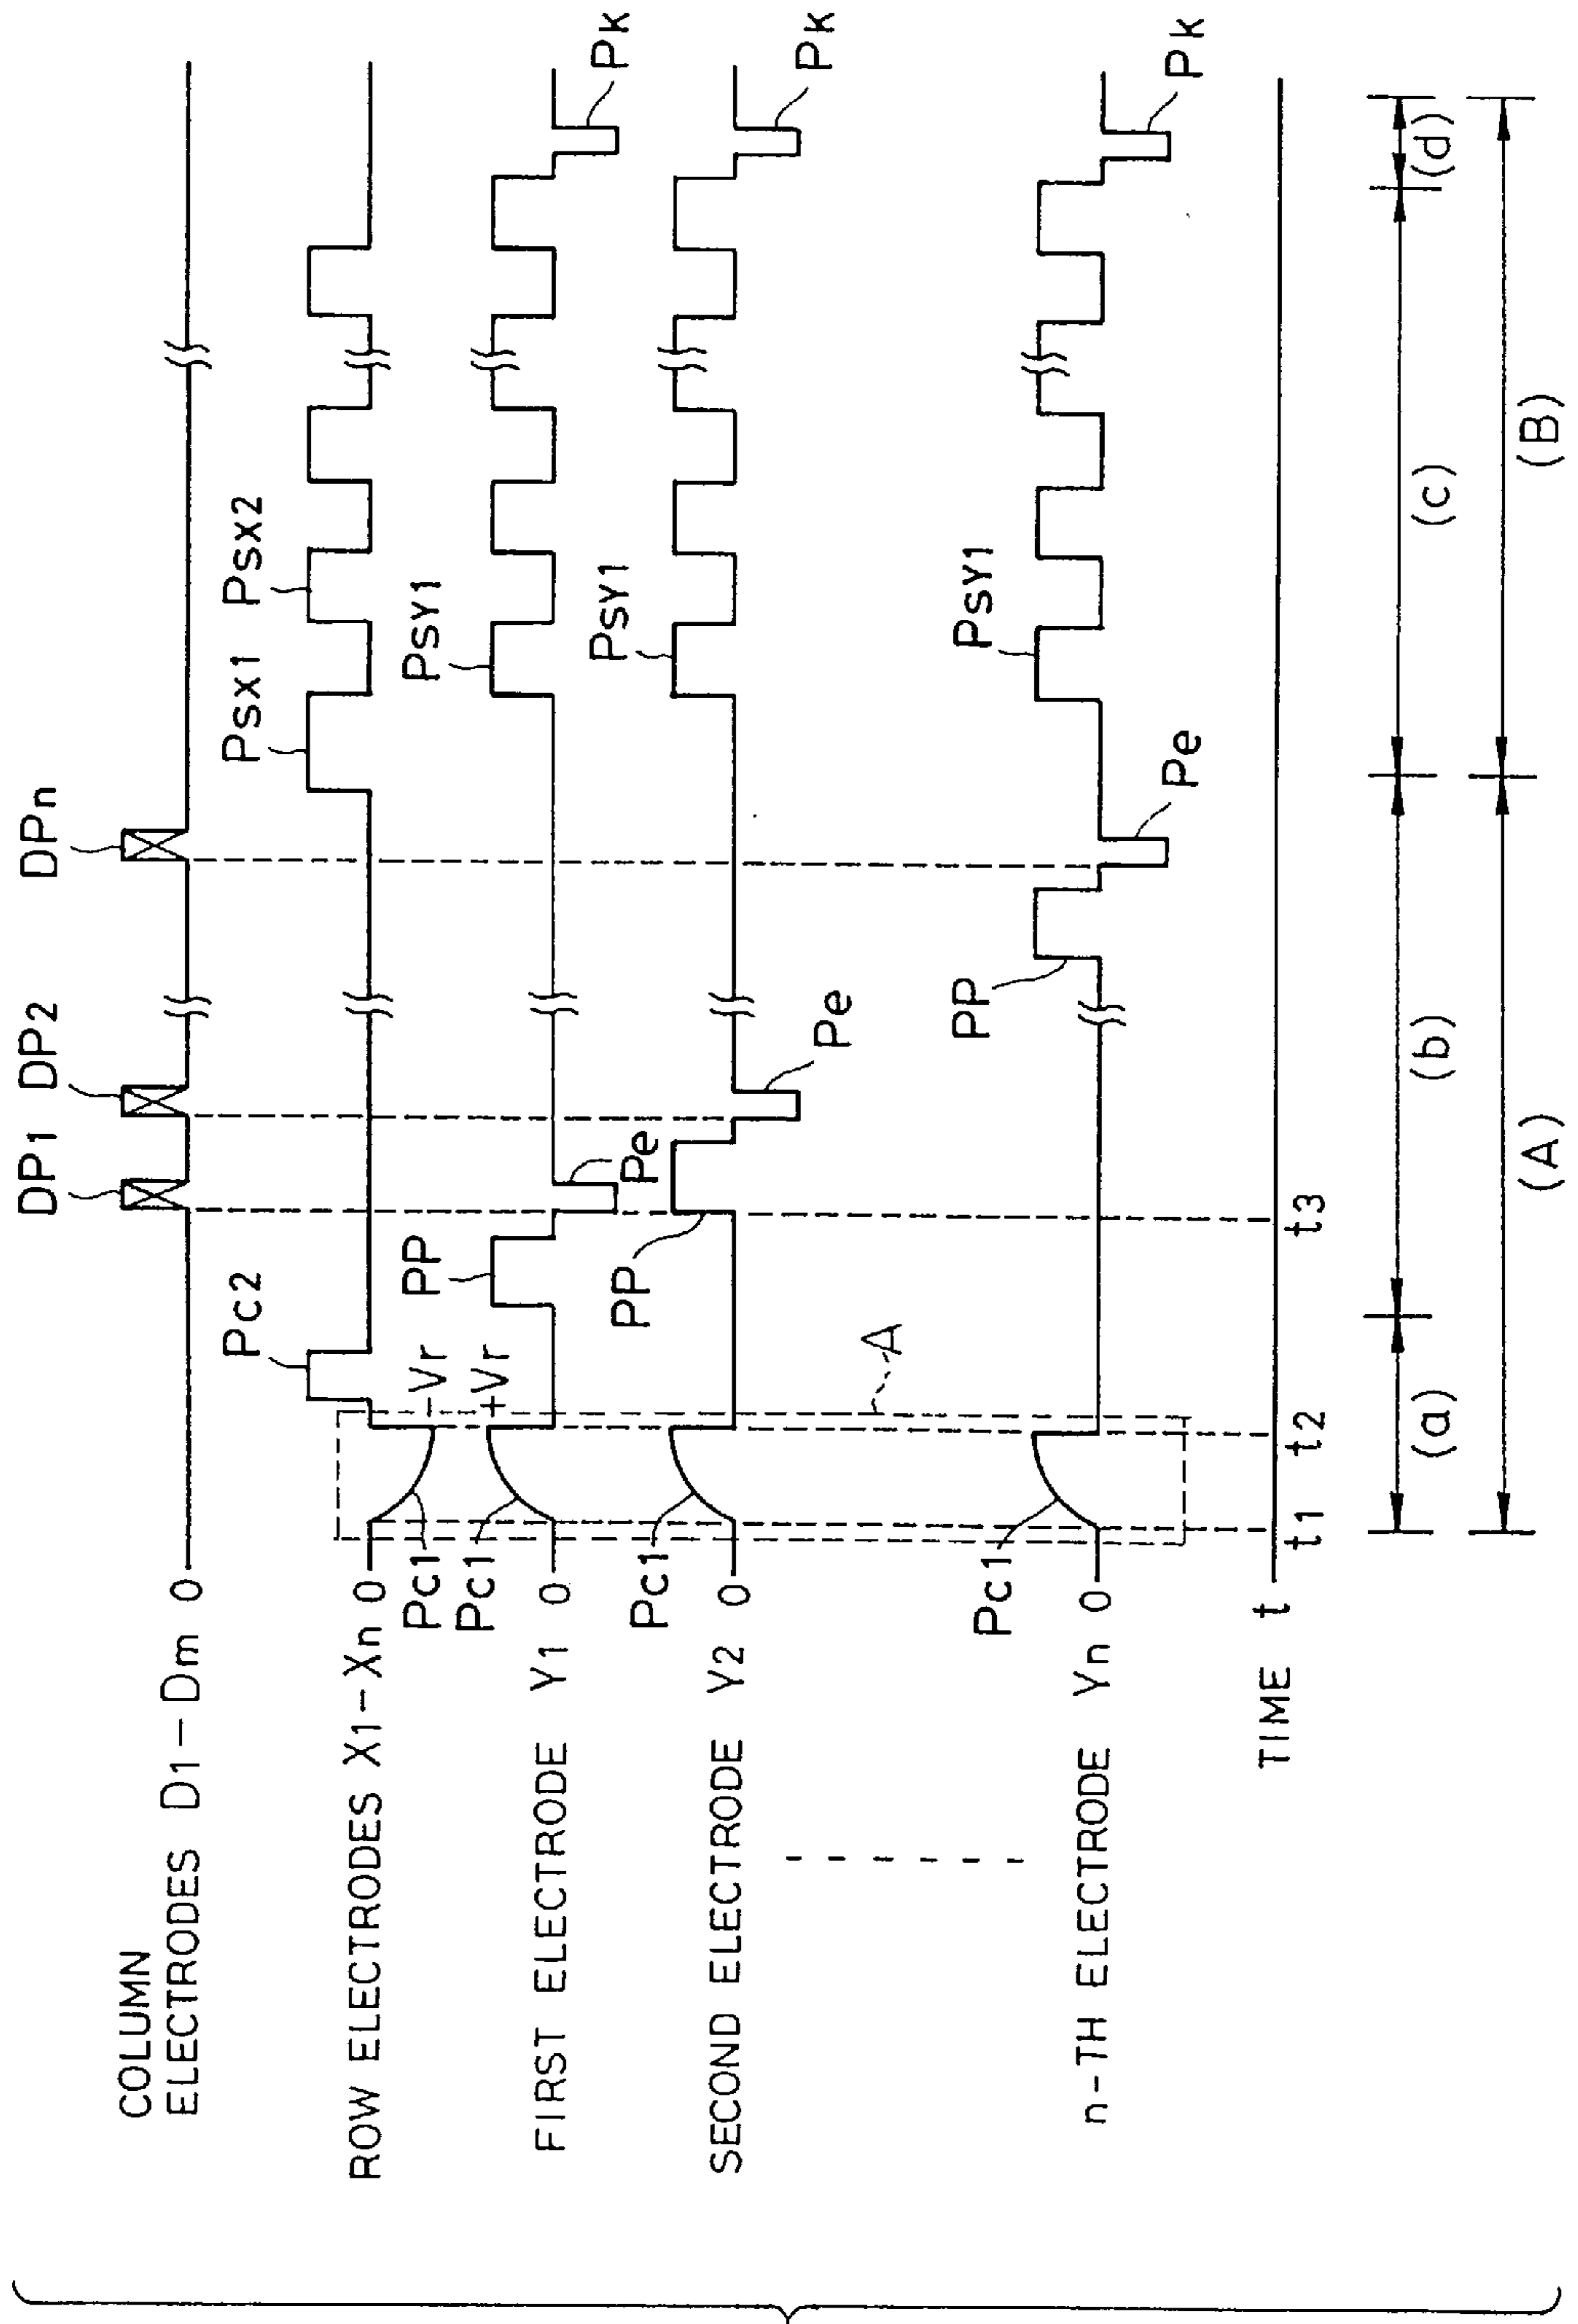 DP1 DP2 DPn
COLUMN
ELECTRODES D1-Dm 0
Pc2 Psx1 Psx2
ROW ELECTRODES X1-Xn 0
Pc1 -Vr
Pc1 +Vr PP PsY1
FIRST ELECTRODE Y1 0
Pe PK
Pc1 PP PsY1
SECOND ELECTRODE Y2 0
Pe PK
A
Pc1 PP PsY1
n-TH ELECTRODE Yn 0
Pe PK
TIME t
t1 t2 t3
(a) (b) (c) (d)
(A) (B)